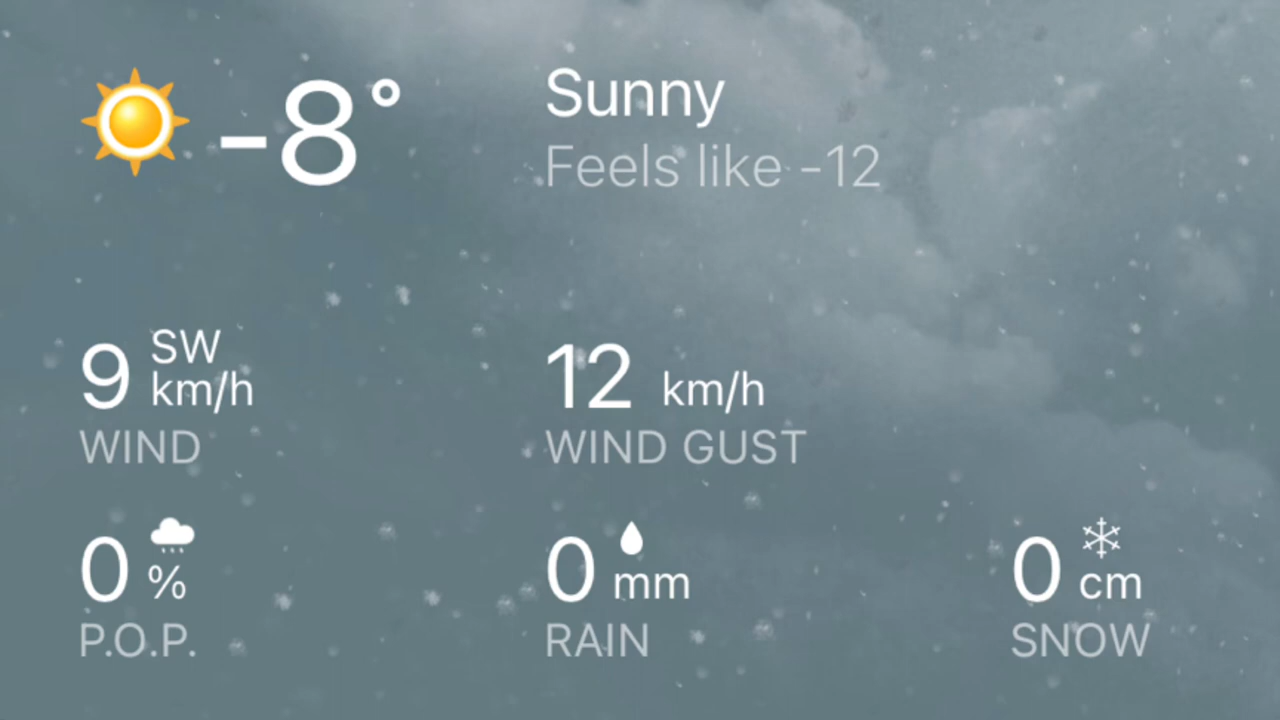 -8°
Sunny
Feels like -12
9 SW km/h
WIND
12 km/h
WIND GUST
0 %
P.O.P.
0 mm
RAIN
0 cm
SNOW